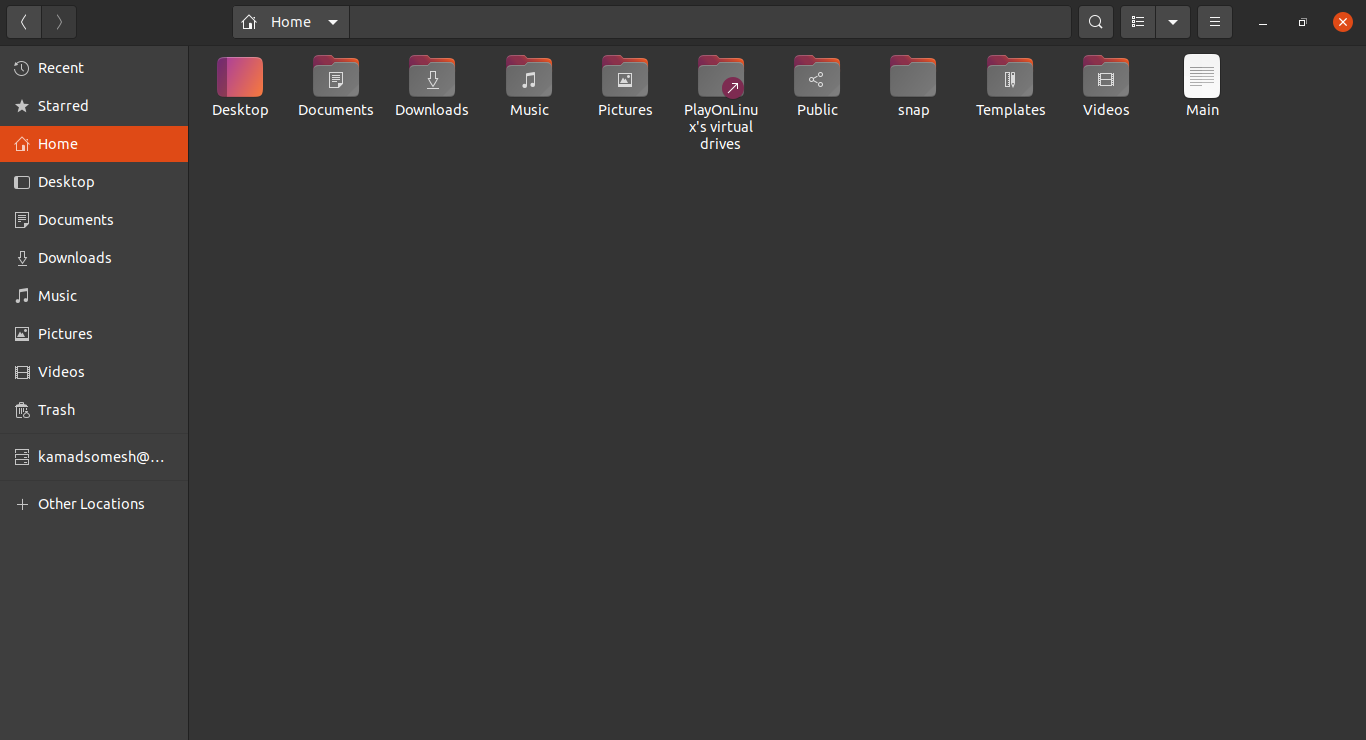 Home
Recent
Starred
Home
Desktop
Documents
Downloads
Music
Pictures
Videos
Trash
kamadsomesh@...
Other Locations
Desktop
Documents
Downloads
Music
Pictures
PlayOnLinu
x's virtual
drives
Public
snap
Templates
Videos
Main